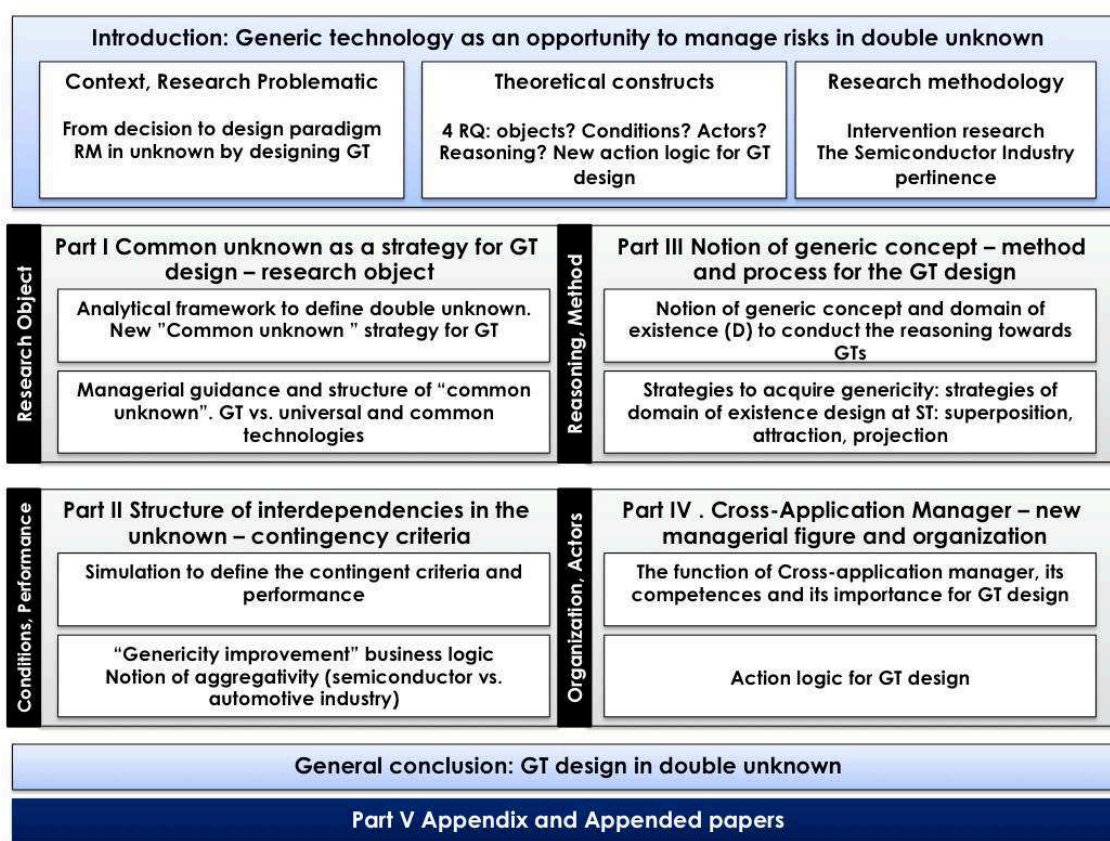 Introduction: Generic technology as an opportunity to manage risks in double unknown
Context, Research Problematic
From decision to design paradigm
RM in unknown by designing GT
Theoretical constructs
4 RQ: objects? Conditions? Actors?
Reasoning? New action logic for GT
design
Research methodology
Intervention research
The Semiconductor Industry
pertinence
Research Object
Part I Common unknown as a strategy for GT
design – research object
Analytical framework to define double unknown.
New "Common unknown " strategy for GT
Managerial guidance and structure of “common
unknown”. GT vs. universal and common
technologies
Reasoning, Method
Part III Notion of generic concept – method
and process for the GT design
Notion of generic concept and domain of
existence (D) to conduct the reasoning towards
GTs
Strategies to acquire genericity: strategies of
domain of existence design at ST: superposition,
attraction, projection
Conditions, Performance
Part II Structure of interdependencies in the
unknown – contingency criteria
Simulation to define the contingent criteria and
performance
“Genericity improvement” business logic
Notion of aggregativity (semiconductor vs.
automotive industry)
Organization, Actors
Part IV . Cross-Application Manager – new
managerial figure and organization
The function of Cross-application manager, its
competences and its importance for GT design
Action logic for GT design
General conclusion: GT design in double unknown
Part V Appendix and Appended papers